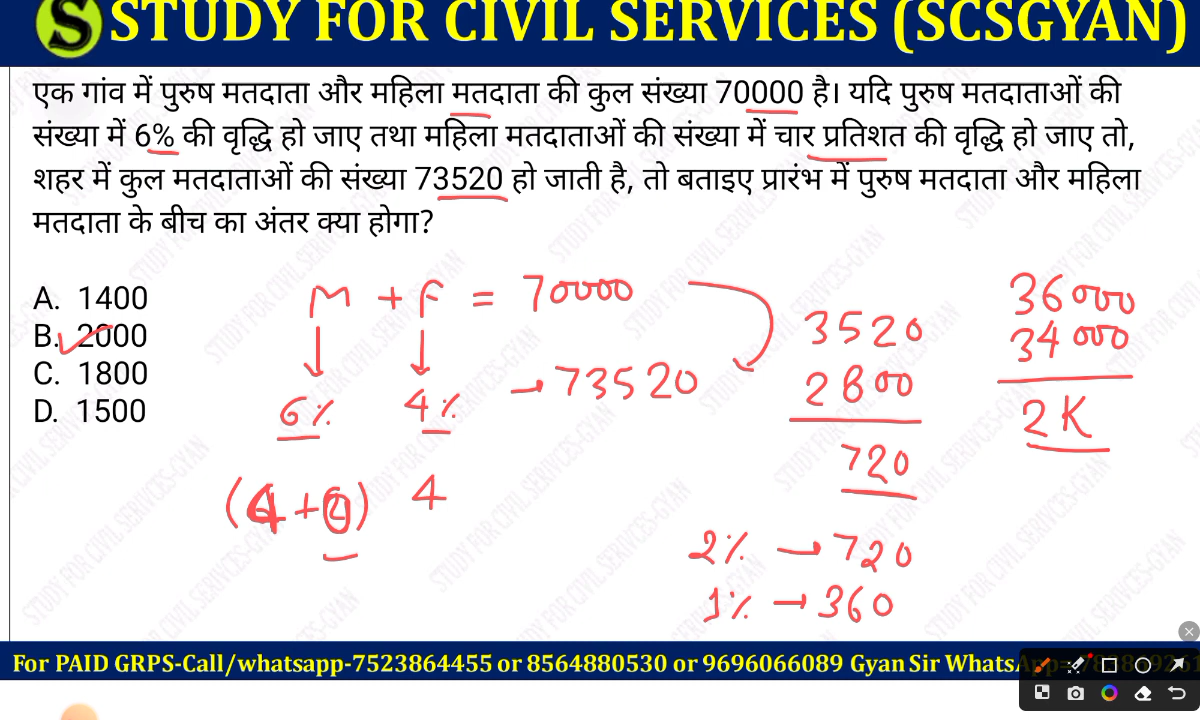 STUDY FOR CIVIL SERVICES (SCSGYAN)
एक गांव में पुरुष मतदाता और महिला मतदाता की कुल संख्या 70000 है। यदि पुरुष मतदाताओं की
संख्या में 6% की वृद्धि हो जाए तथा महिला मतदाताओं की संख्या में चार प्रतिशत की वृद्धि हो जाए तो,
शहर में कुल मतदाताओं की संख्या 73520 हो जाती है, तो बताइए प्रारंभ में पुरुष मतदाता और महिला
मतदाता के बीच का अंतर क्या होगा?
A. 1400
B. 2000
C. 1800
D. 1500
M + F = 70000
6% 4% → 73520
(4+2) 4
3520
2800
720
2% → 720
1% → 360
36000
34000
2K
For PAID GRPS-Call/whatsapp-7523864455 or 8564880530 or 9696066089 Gyan Sir